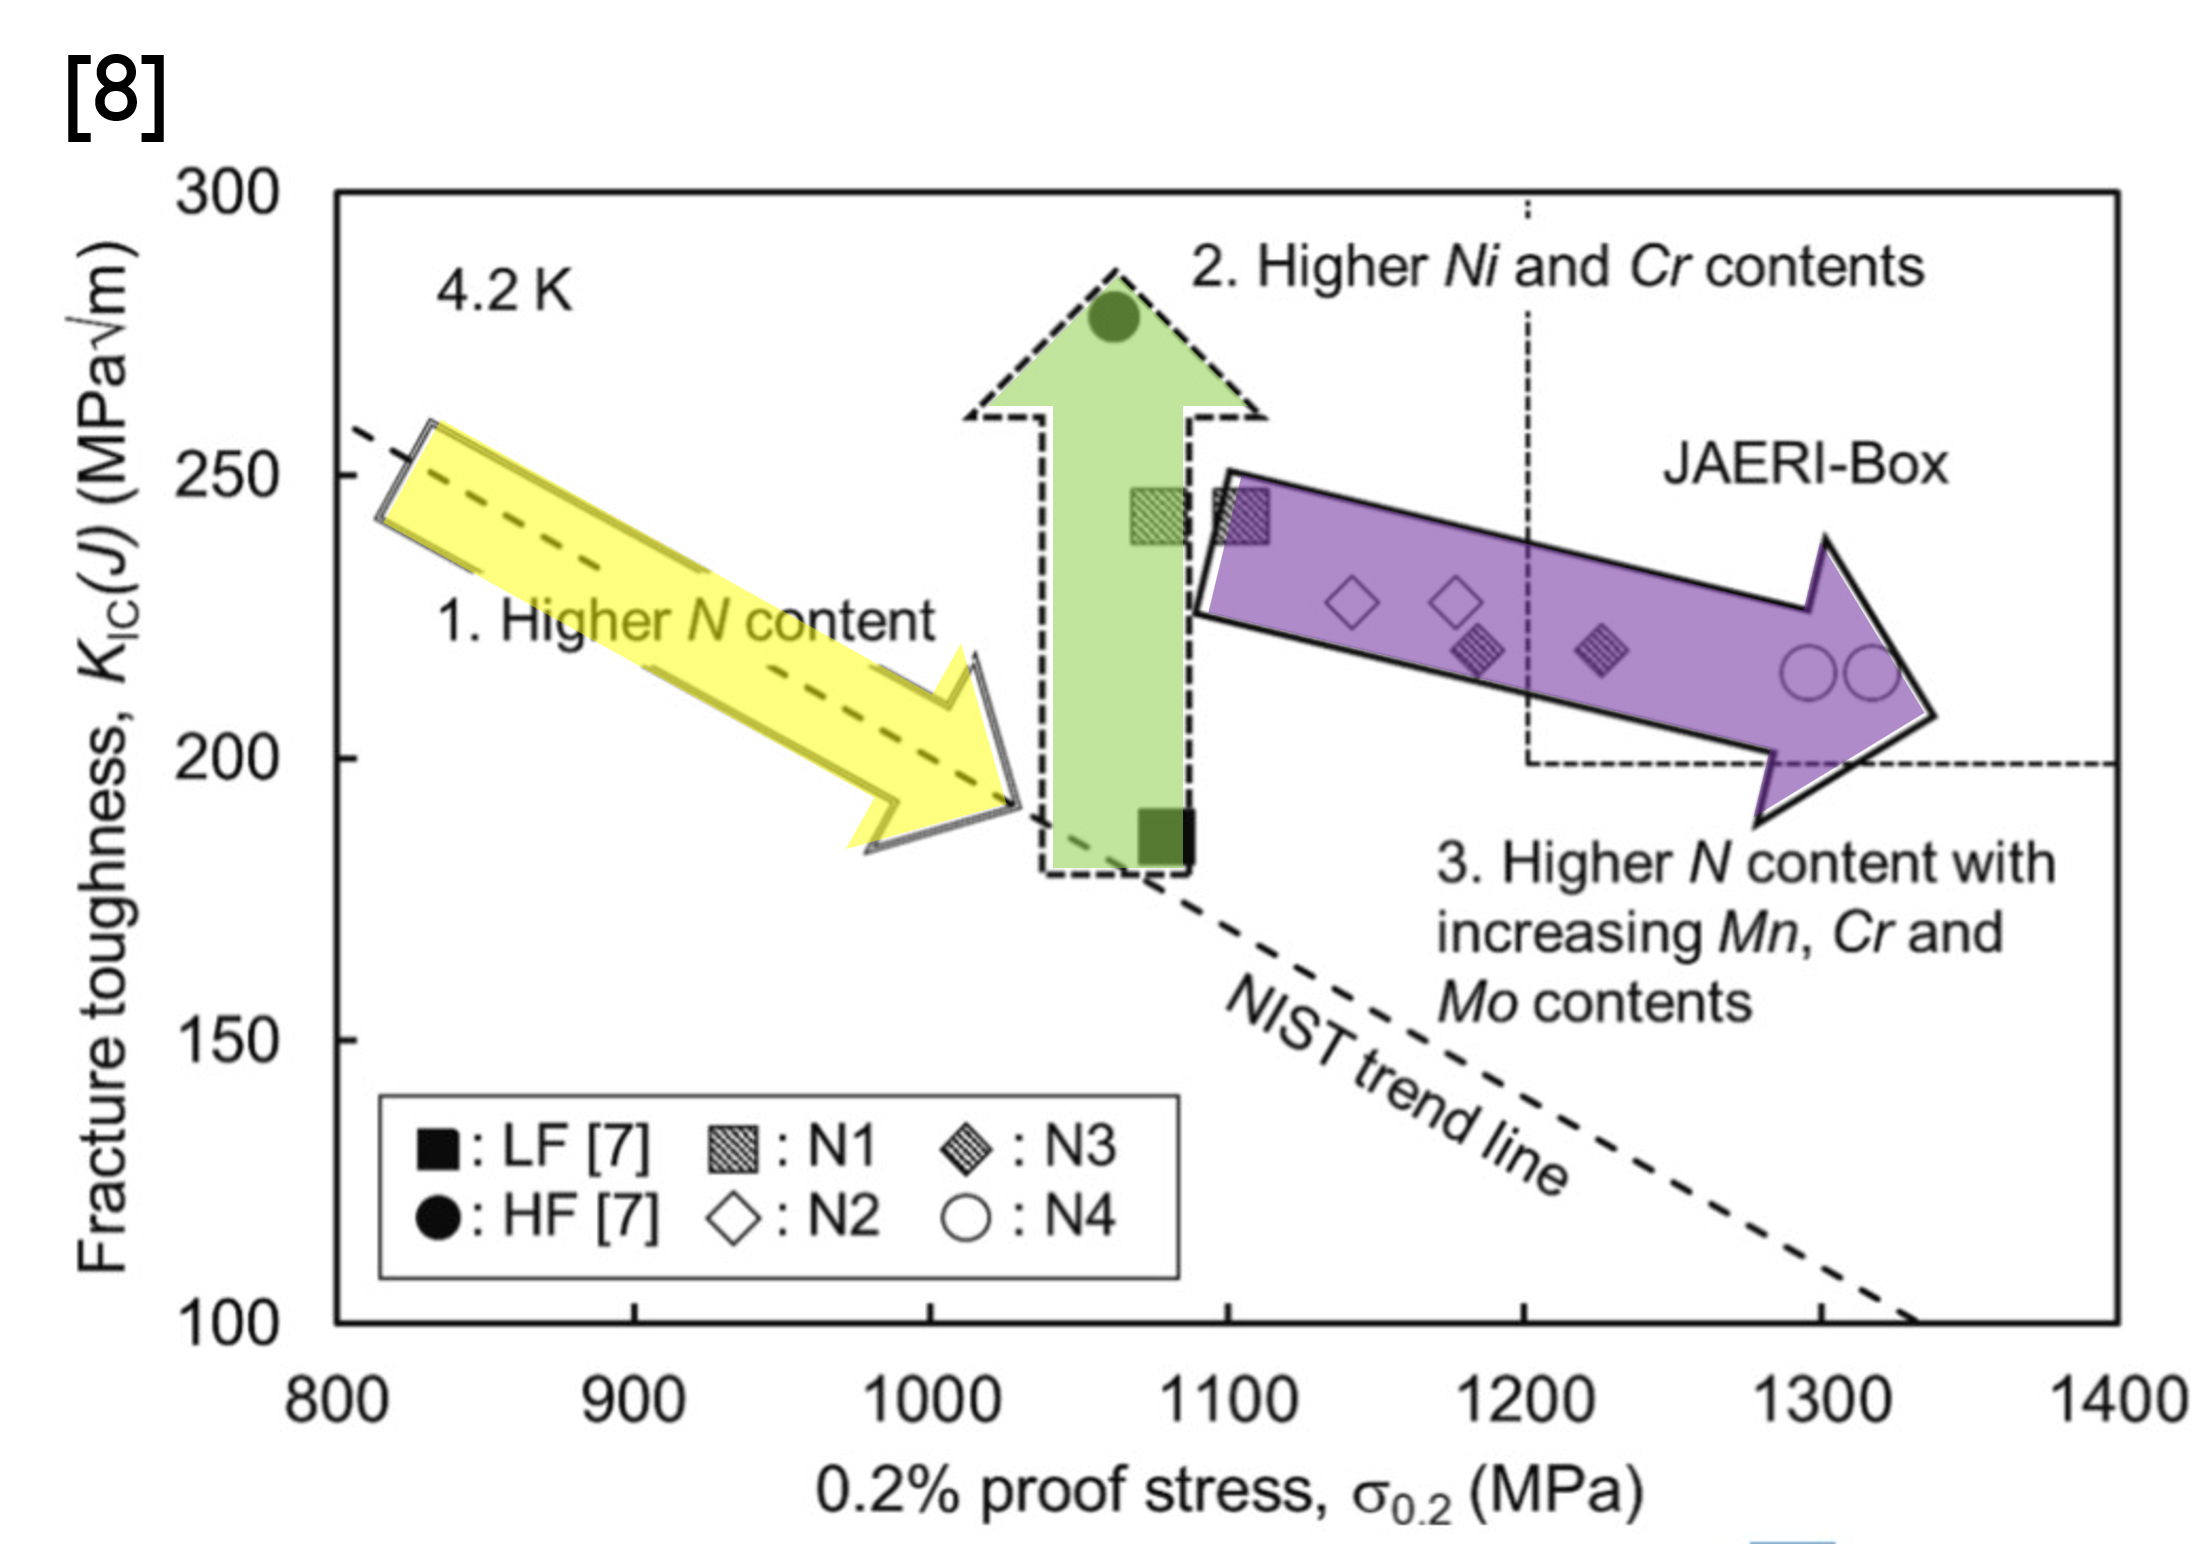 [8]
300
250
200
150
100
Fracture toughness, K_IC(J) (MPa√m)
4.2 K
2. Higher Ni and Cr contents
JAERI-Box
1. Higher N content
3. Higher N content with
increasing Mn, Cr and
Mo contents
NIST trend line
: LF [7] : N1 : N3
: HF [7] : N2 : N4
800 900 1000 1100 1200 1300 1400
0.2% proof stress, σ0.2 (MPa)